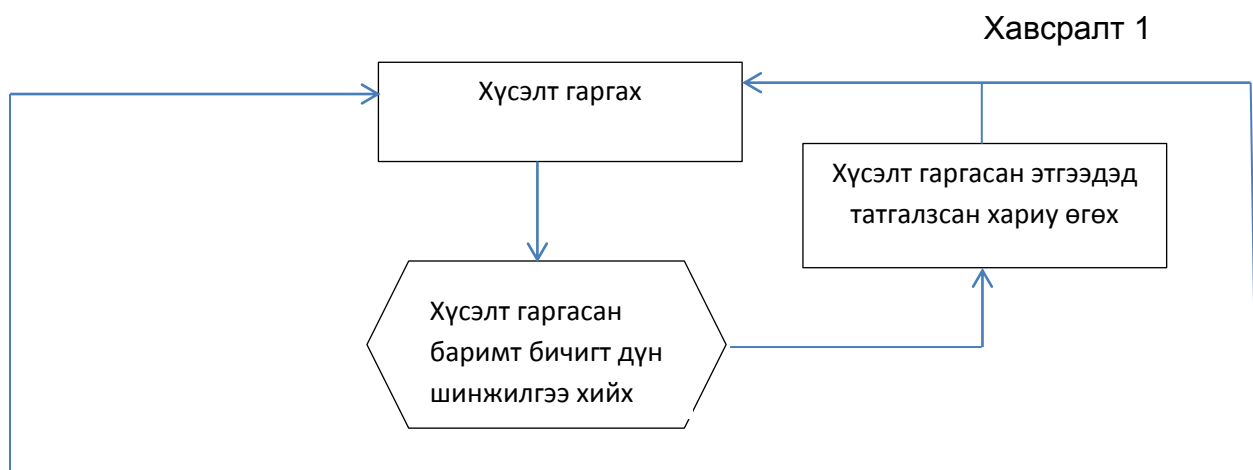 Хавсралт 1
Хүсэлт гаргах
Хүсэлт гаргасан этгээдэд
татгалзсан хариу өгөх
Хүсэлт гаргасан
баримт бичигт дүн
шинжилгээ хийх